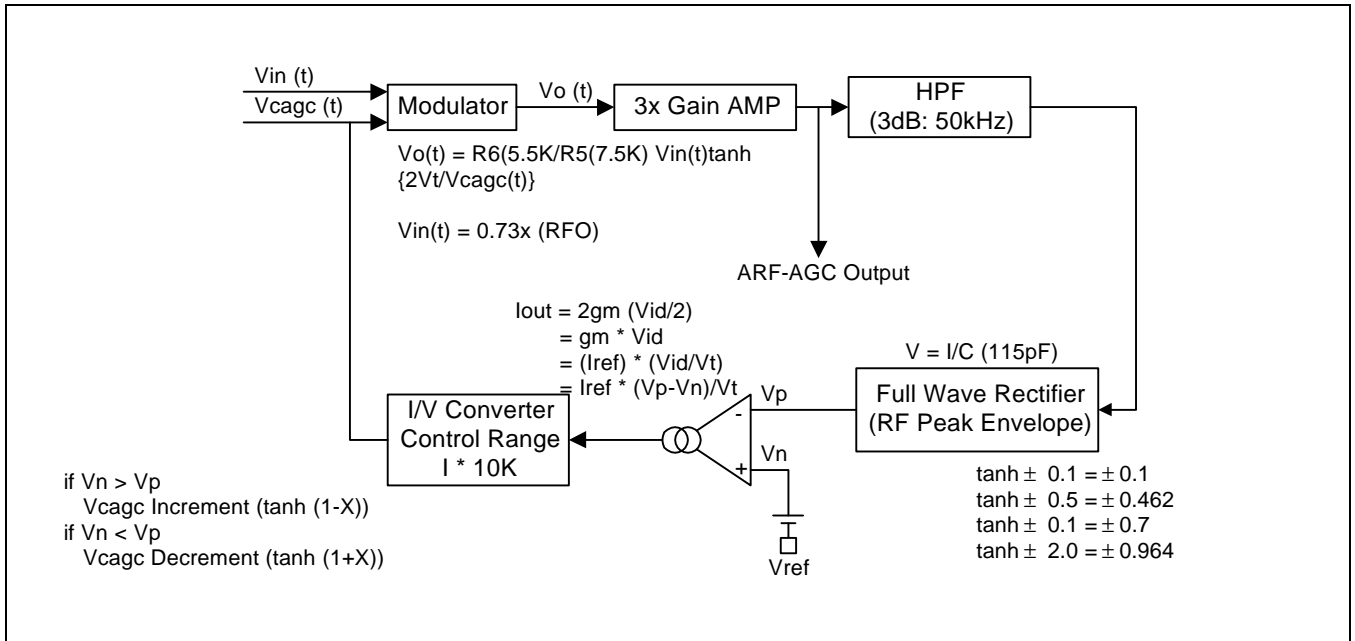 Vin (t)
Vcagc (t)
Modulator
Vo (t)
3x Gain AMP
HPF
(3dB: 50kHz)
Vo(t) = R6(5.5K/R5(7.5K) Vin(t)tanh
{2Vt/Vcagc(t)}
Vin(t) = 0.73x (RFO)
ARF-AGC Output
Iout = 2gm (Vid/2)
= gm * Vid
= (Iref) * (Vid/Vt)
= Iref * (Vp-Vn)/Vt
V = I/C (115pF)
Full Wave Rectifier
(RF Peak Envelope)
Vp
-
Vn
+
Vref
I/V Converter
Control Range
I * 10K
if Vn > Vp
Vcagc Increment (tanh (1-X))
if Vn < Vp
Vcagc Decrement (tanh (1+X))
tanh ± 0.1 = ± 0.1
tanh ± 0.5 = ± 0.462
tanh ± 0.1 = ± 0.7
tanh ± 2.0 = ± 0.964